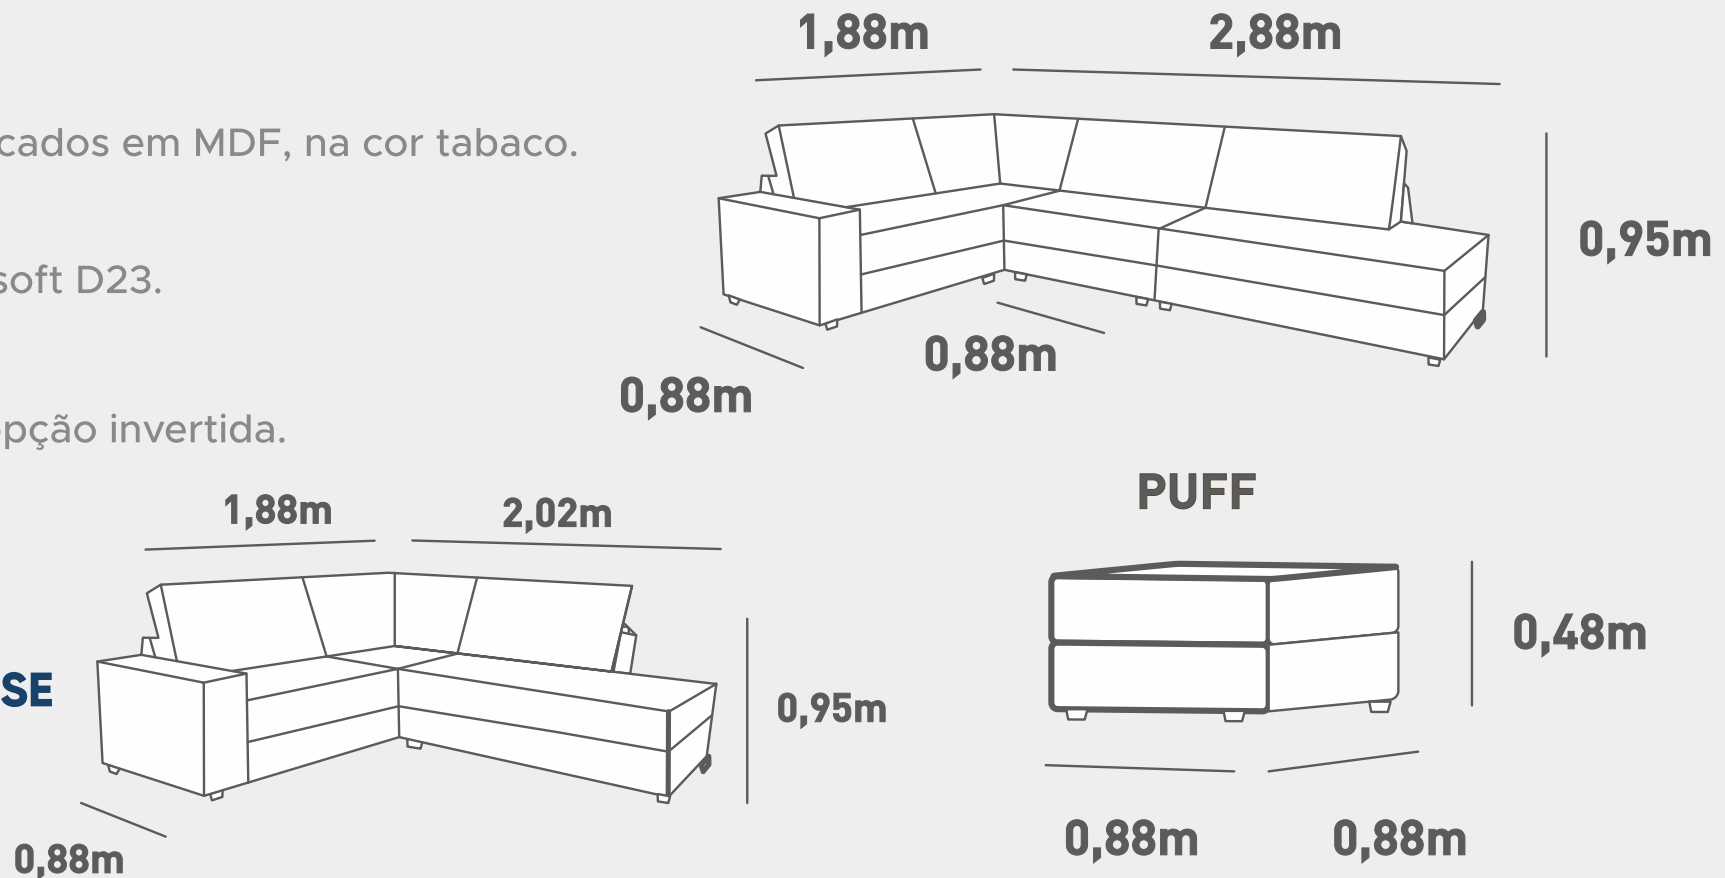 1,88m 2,88m
cados em MDF, na cor tabaco.
0,95m
soft D23.
0,88m
0,88m
pção invertida.
PUFF
1,88m 2,02m
0,48m
SE
0,95m
0,88m 0,88m
0,88m